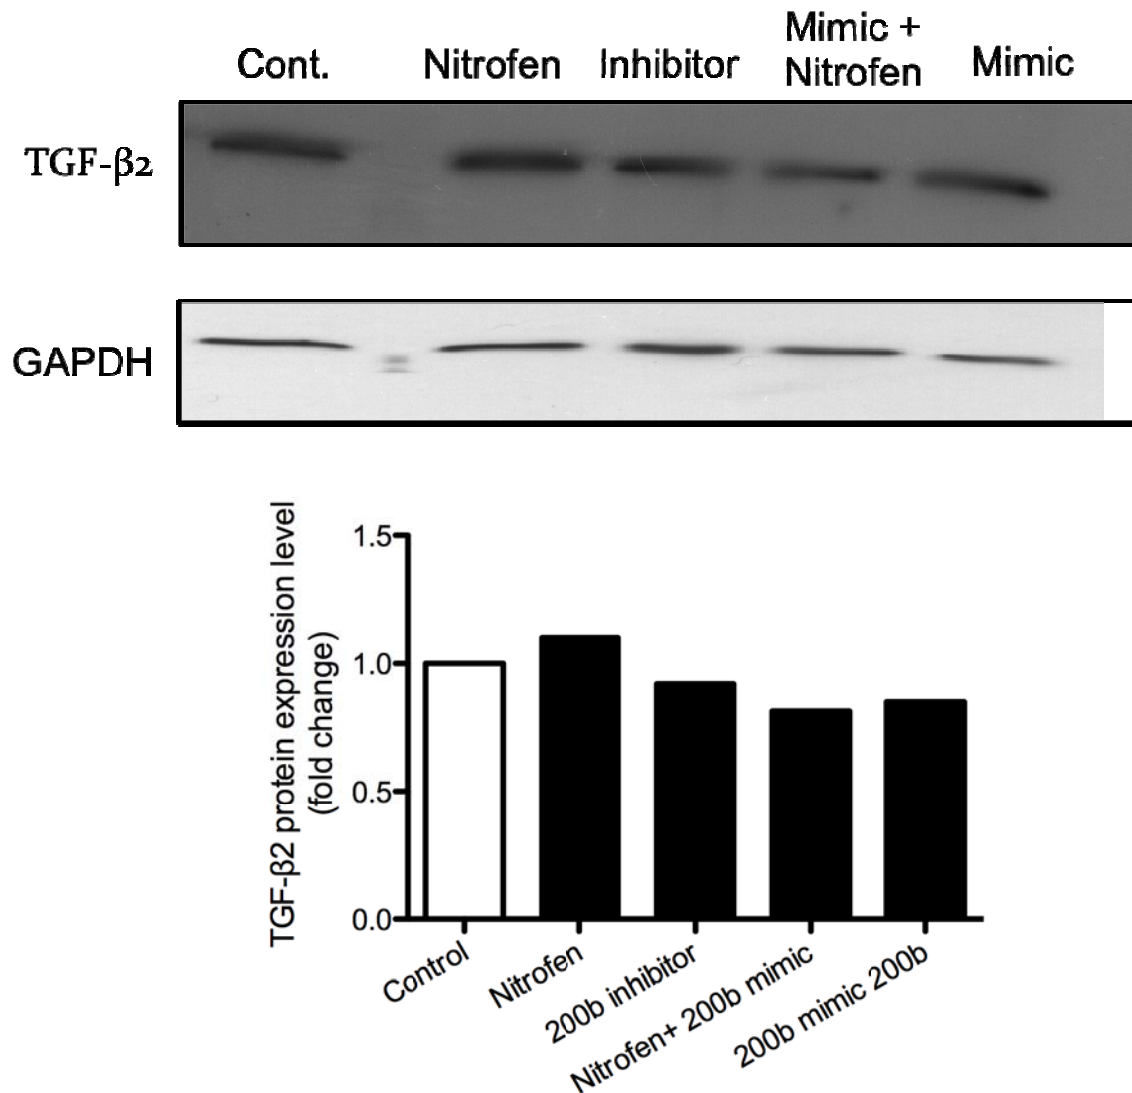 Cont.
Nitrofen
Inhibitor
Mimic +
Nitrofen
Mimic
TGF-β2
GAPDH
TGF-β2 protein expression level
(fold change)
1.5
1.0
0.5
0.0
Control
Nitrofen
200b inhibitor
Nitrofen+ 200b mimic
200b mimic 200b